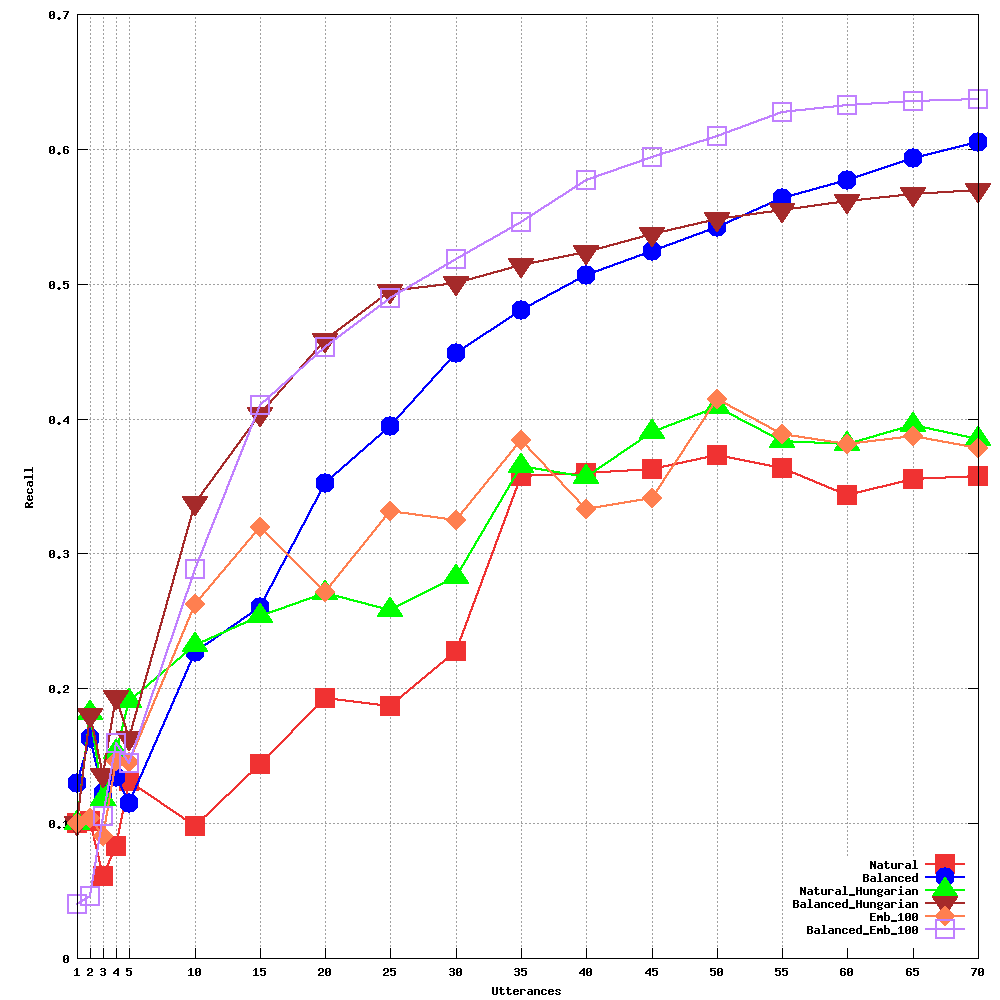 0.7
0.6
0.5
0.4
0.3
0.2
0.1
0
Recall
1 2 3 4 5 10 15 20 25 30 35 40 45 50 55 60 65 70
Utterances
Natural
Balanced
Natural_Hungarian
Balanced_Hungarian
Emb_100
Balanced_Emb_100